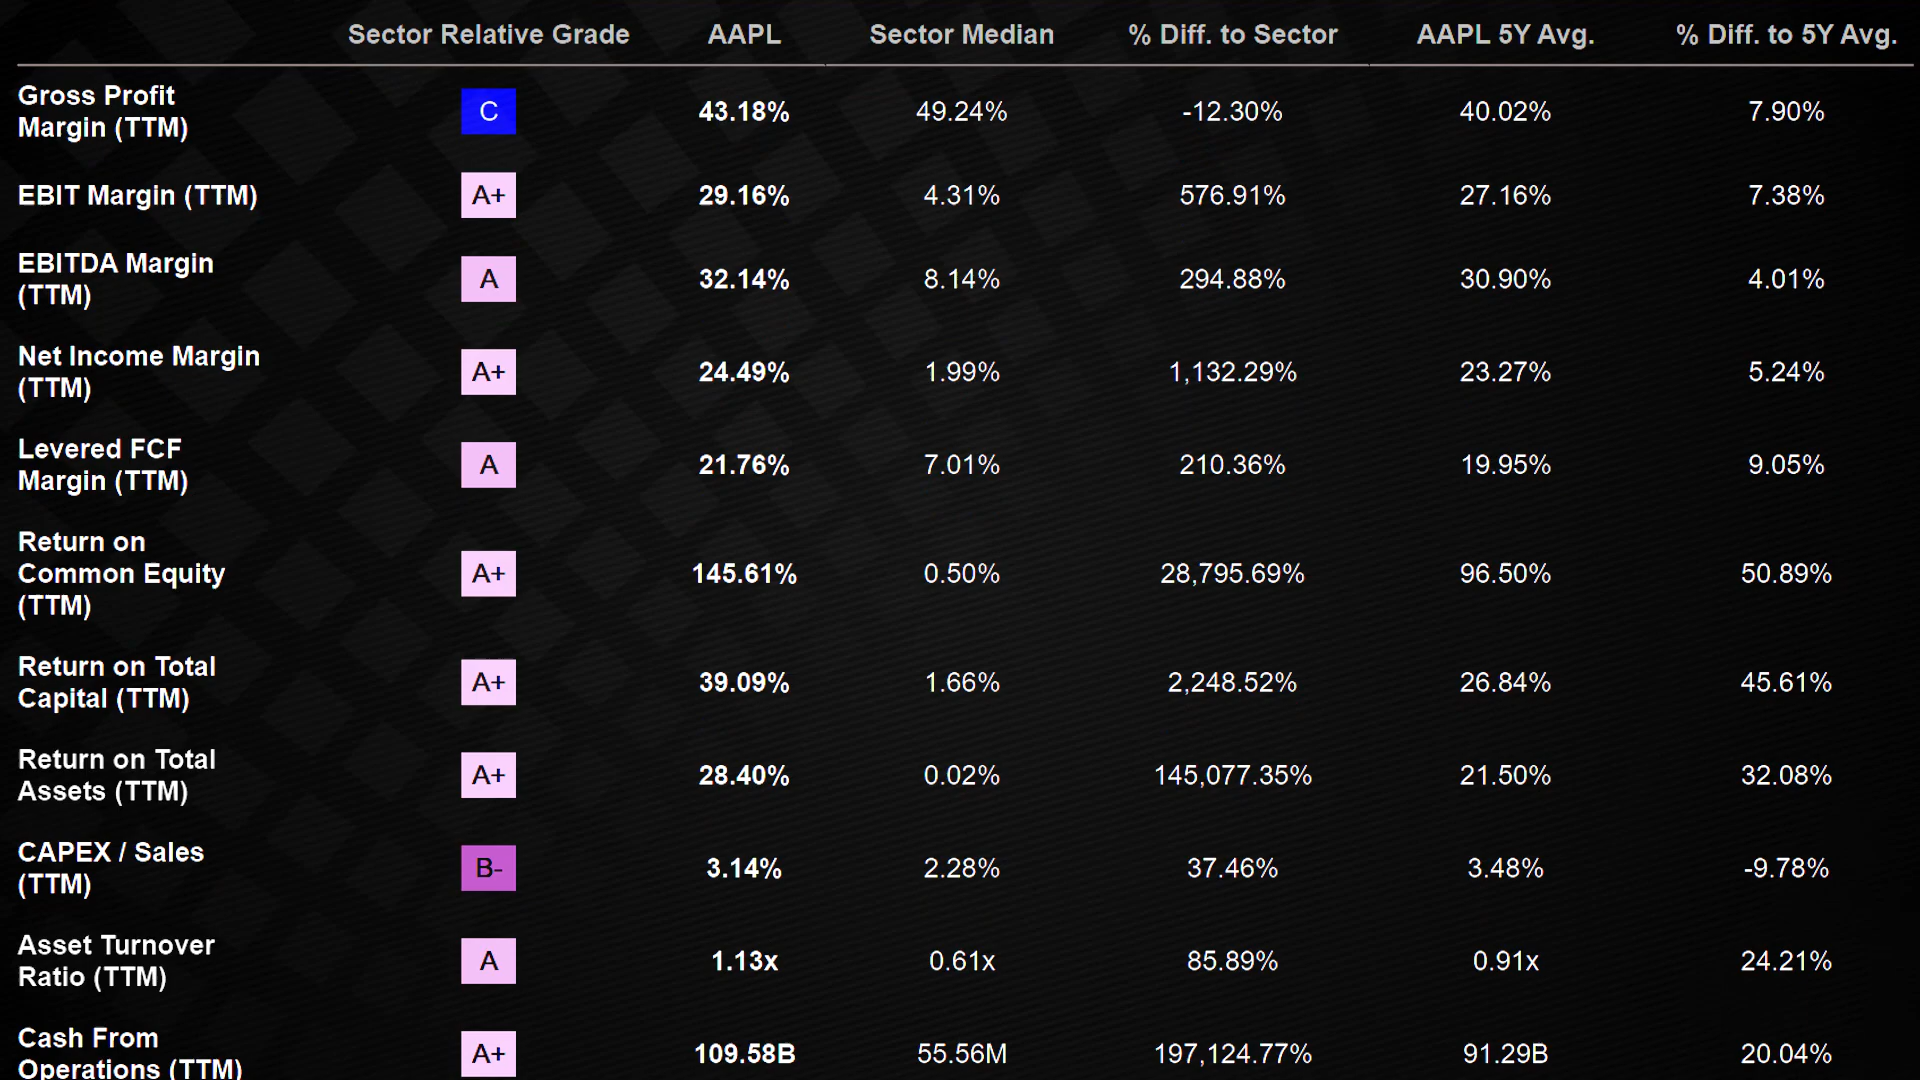 Sector Relative Grade AAPL Sector Median % Diff. to Sector AAPL 5Y Avg. % Diff. to 5Y Avg.
Gross Profit
Margin (TTM) C 43.18% 49.24% -12.30% 40.02% 7.90%
EBIT Margin (TTM) A+ 29.16% 4.31% 576.91% 27.16% 7.38%
EBITDA Margin
(TTM) A 32.14% 8.14% 294.88% 30.90% 4.01%
Net Income Margin
(TTM) A+ 24.49% 1.99% 1,132.29% 23.27% 5.24%
Levered FCF
Margin (TTM) A 21.76% 7.01% 210.36% 19.95% 9.05%
Return on
Common Equity A+ 145.61% 0.50% 28,795.69% 96.50% 50.89%
(TTM)
Return on Total
Capital (TTM) A+ 39.09% 1.66% 2,248.52% 26.84% 45.61%
Return on Total
Assets (TTM) A+ 28.40% 0.02% 145,077.35% 21.50% 32.08%
CAPEX / Sales
(TTM) B- 3.14% 2.28% 37.46% 3.48% -9.78%
Asset Turnover
Ratio (TTM) A 1.13x 0.61x 85.89% 0.91x 24.21%
Cash From
Operations (TTM) A+ 109.58B 55.56M 197,124.77% 91.29B 20.04%